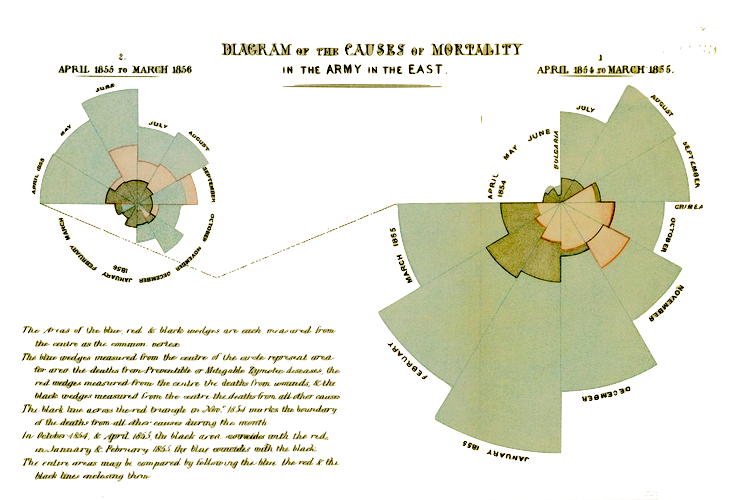 DIAGRAM OF THE CAUSES OF MORTALITY
IN THE ARMY IN THE EAST.
2.
APRIL 1855 TO MARCH 1856
1
APRIL 1854 TO MARCH 1855.
APRIL 1855
MAY
JUNE
JULY
AUGUST
SEPTEMBER
OCTOBER
NOVEMBER
DECEMBER
JANUARY
1856
FEBRUARY
MARCH
APRIL
1854
MAY
JUNE
BULGARIA
JULY
AUGUST
SEPTEMBER
CRIMEA
OCTOBER
NOVEMBER
DECEMBER
JANUARY 1855
FEBRUARY
MARCH 1855
The Areas of the blue, red, & black wedges are each measured from
the centre as the common vertex
The blue wedges measured from the centre of the circle represent area
for area the deaths from Preventible or Mitigable Zymotic diseases, the
red wedges measured from the centre the deaths from wounds, & the
black wedges measured from the centre the deaths from all other causes
The black line across the red triangle in Nov.r 1854 marks the boundary
of the deaths from all other causes during the month
In October 1854, & April 1855, the black area coincides with the red,
in January & February 1855, the blue coincides with the black
The entire areas may be compared by following the blue, the red & the
black lines enclosing them